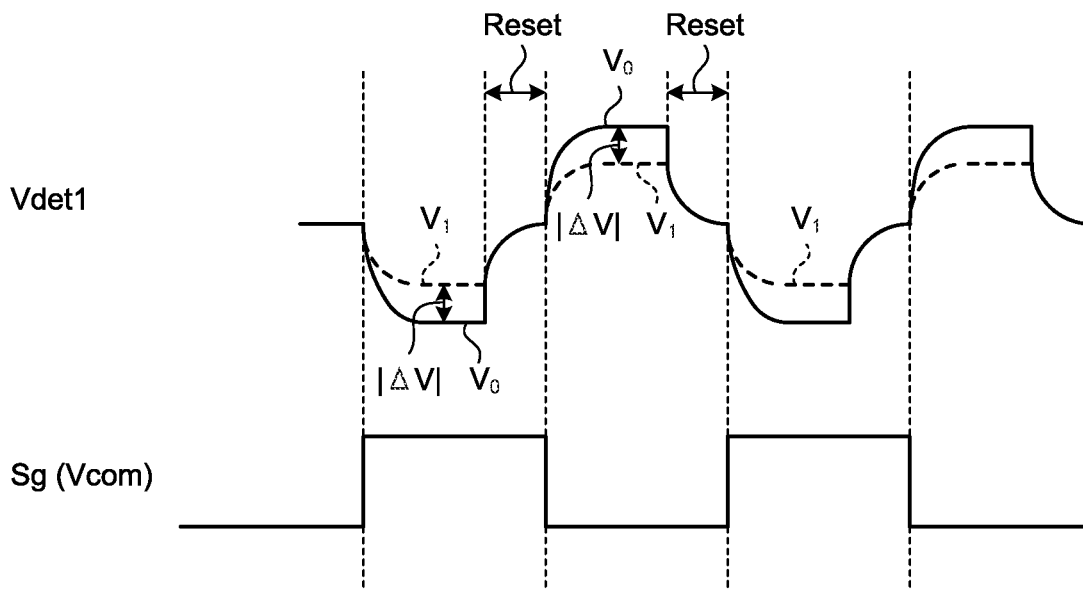 Reset
Reset
V₀
Vdet1
V₁
|ΔV|
V₁
V₁
|ΔV|
V₀
Sg (Vcom)